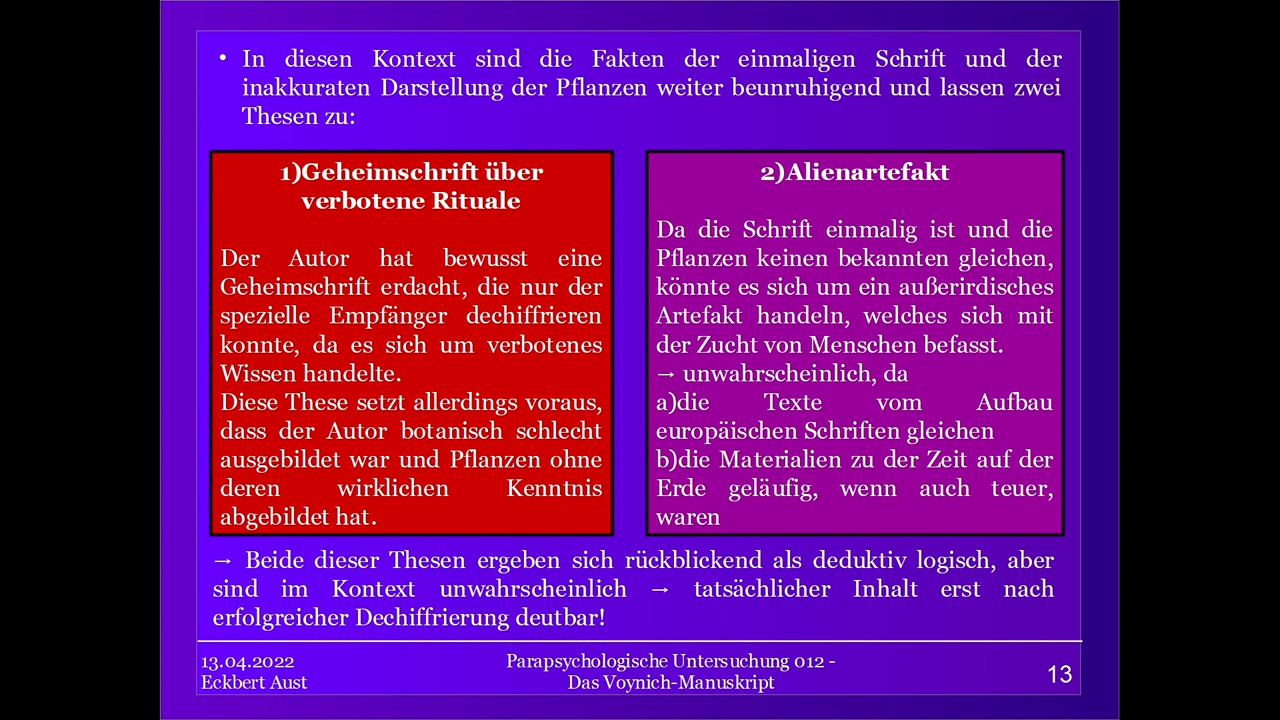 • In diesen Kontext sind die Fakten der einmaligen Schrift und der
inakkuraten Darstellung der Pflanzen weiter beunruhigend und lassen zwei
Thesen zu:
1)Geheimschrift über
verbotene Rituale
Der Autor hat bewusst eine
Geheimschrift erdacht, die nur der
spezielle Empfänger dechiffrieren
konnte, da es sich um verbotenes
Wissen handelte.
Diese These setzt allerdings voraus,
dass der Autor botanisch schlecht
ausgebildet war und Pflanzen ohne
deren wirklichen Kenntnis
abgebildet hat.
2)Alienartefakt
Da die Schrift einmalig ist und die
Pflanzen keinen bekannten gleichen,
könnte es sich um ein außerirdisches
Artefakt handeln, welches sich mit
der Zucht von Menschen befasst.
→ unwahrscheinlich, da
a)die Texte vom Aufbau
europäischen Schriften gleichen
b)die Materialien zu der Zeit auf der
Erde geläufig, wenn auch teuer,
waren
→ Beide dieser Thesen ergeben sich rückblickend als deduktiv logisch, aber
sind im Kontext unwahrscheinlich → tatsächlicher Inhalt erst nach
erfolgreicher Dechiffrierung deutbar!
13.04.2022
Eckbert Aust
Parapsychologische Untersuchung 012 -
Das Voynich-Manuskript
13